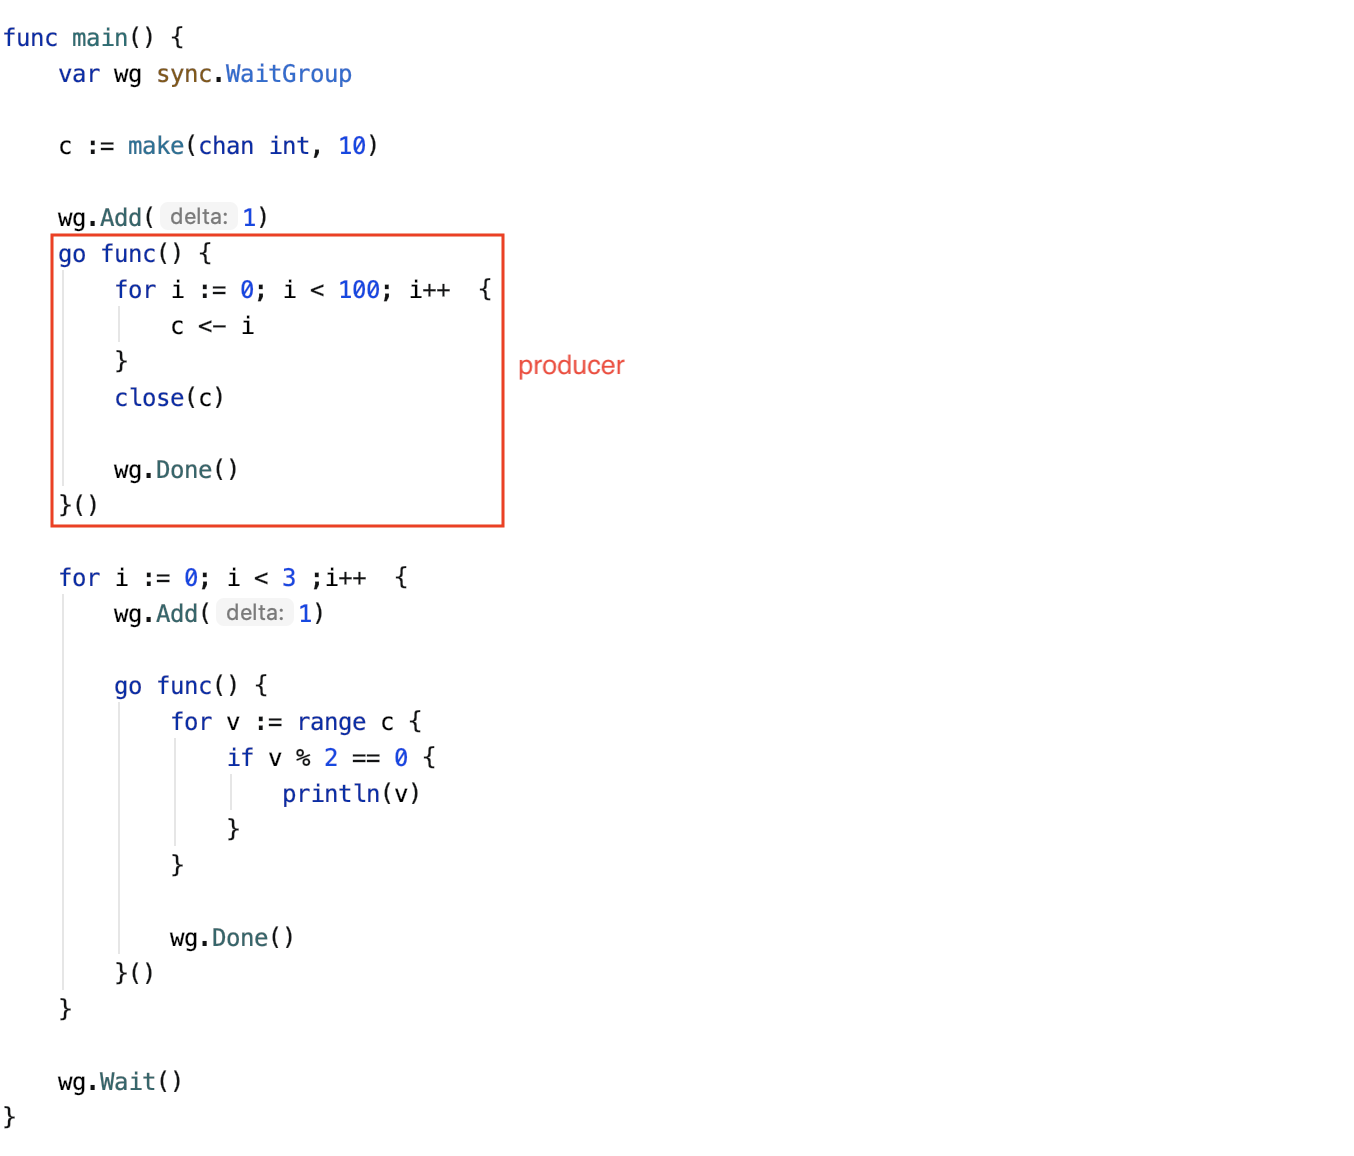 func main() {
    var wg sync.WaitGroup

    c := make(chan int, 10)

    wg.Add( delta: 1)
    go func() {
        for i := 0; i < 100; i++  {
            c <- i
        }
        close(c)

        wg.Done()
    }()
producer

    for i := 0; i < 3 ;i++  {
        wg.Add( delta: 1)

        go func() {
            for v := range c {
                if v % 2 == 0 {
                    println(v)
                }
            }

            wg.Done()
        }()
    }

    wg.Wait()
}